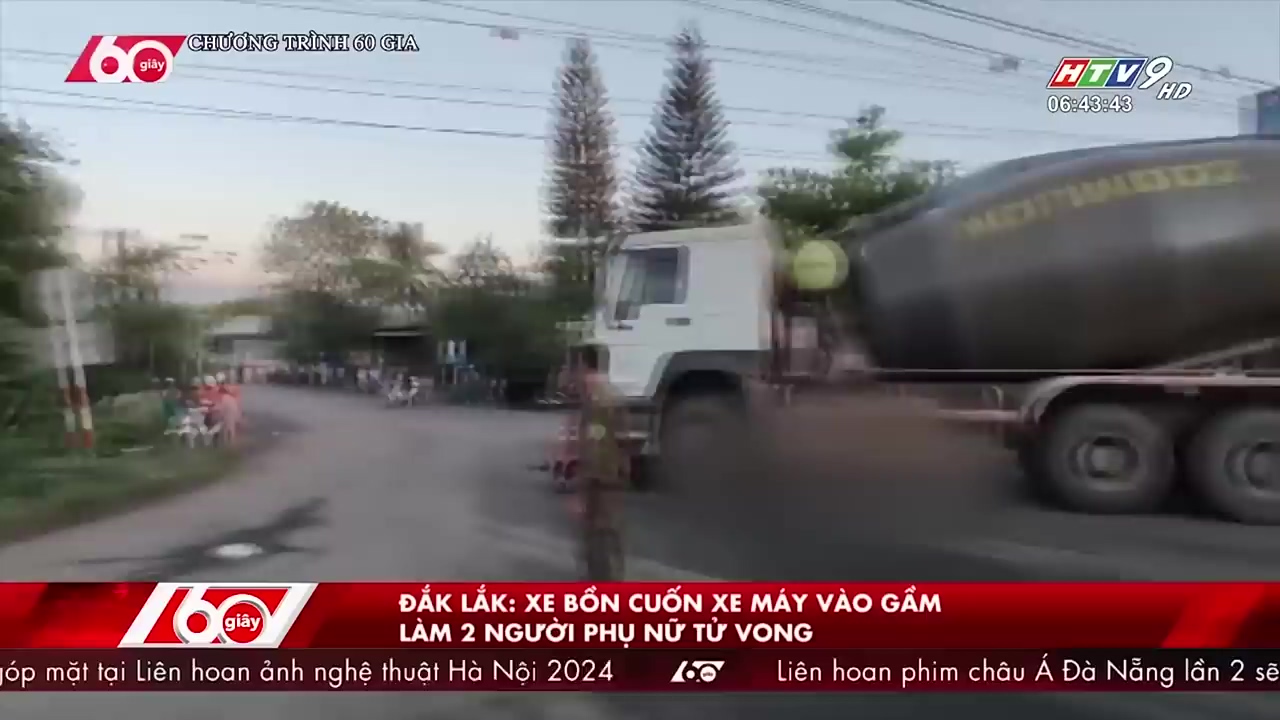 60 giây
CHƯƠNG TRÌNH 60 GIA
HTV9 HD
06:43:43
60 giây
ĐẮK LẮK: XE BỒN CUỐN XE MÁY VÀO GẦM
LÀM 2 NGƯỜI PHỤ NỮ TỬ VONG
góp mặt tại Liên hoan ảnh nghệ thuật Hà Nội 2024
60 giây
Liên hoan phim châu Á Đà Nẵng lần 2 sẽ